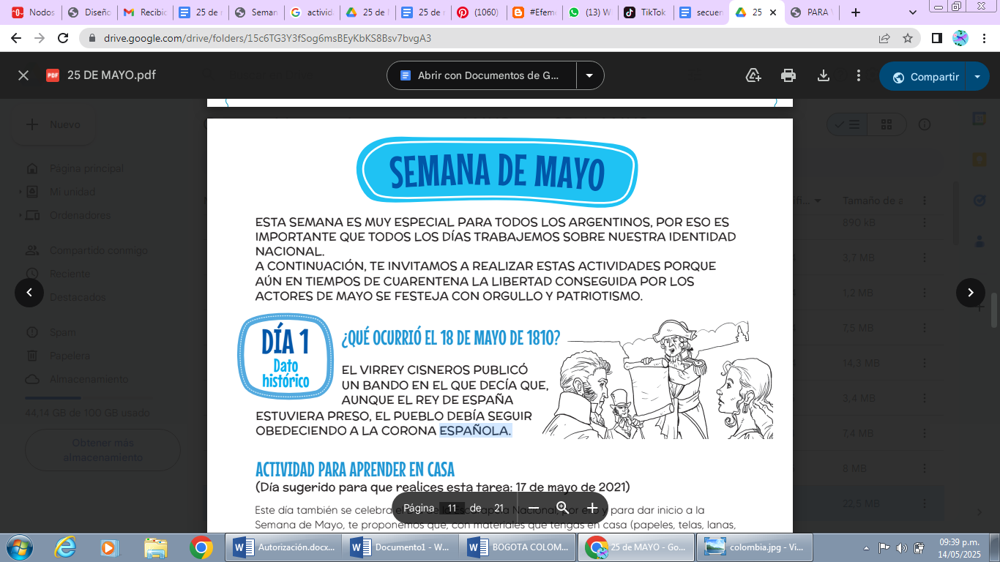 Nodos
Diseño
Recibid
25 de
Seman
activid
25 de
25 de
(1060)
#Efem
(13) W
TikTok
secuen
25
PARA
drive.google.com/drive/folders/15c6TG3Y3fSog6msBEyKbKS8Bsv7bvgA3
PDF 25 DE MAYO.pdf
Abrir con Documentos de G...
Compartir
Nuevo
Página principal
Mi unidad
Ordenadores
Compartido conmigo
Reciente
Destacados
Spam
Papelera
Almacenamiento
44,14 GB de 100 GB usado
Obtener más
almacenamiento
SEMANA DE MAYO
ESTA SEMANA ES MUY ESPECIAL PARA TODOS LOS ARGENTINOS, POR ESO ES
IMPORTANTE QUE TODOS LOS DÍAS TRABAJEMOS SOBRE NUESTRA IDENTIDAD
NACIONAL.
A CONTINUACIÓN, TE INVITAMOS A REALIZAR ESTAS ACTIVIDADES PORQUE
AÚN EN TIEMPOS DE CUARENTENA LA LIBERTAD CONSEGUIDA POR LOS
ACTORES DE MAYO SE FESTEJA CON ORGULLO Y PATRIOTISMO.
DÍA 1
Dato
histórico
¿QUÉ OCURRIÓ EL 18 DE MAYO DE 1810?
EL VIRREY CISNEROS PUBLICÓ
UN BANDO EN EL QUE DECÍA QUE,
AUNQUE EL REY DE ESPAÑA
ESTUVIERA PRESO, EL PUEBLO DEBÍA SEGUIR
OBEDECIENDO A LA CORONA ESPAÑOLA.
ACTIVIDAD PARA APRENDER EN CASA
(Día sugerido para que realices esta tarea: 17 de mayo de 2021)
Este día también se celebra el Día de la Escarapela Nacional, por eso y para dar inicio a la
Semana de Mayo, te proponemos que, con materiales que tengas en casa (papeles, telas, lanas,
Página 11 de 21
Tamaño de a
890 kB
3,7 MB
1,2 MB
7,5 MB
14,3 MB
3,4 MB
7,4 MB
8 MB
22,5 MB
Autorización.docx...
Documento1 - W...
BOGOTA COLOM...
25 de MAYO - Go...
colombia.jpg - Vi...
09:39 p.m.
14/05/2025